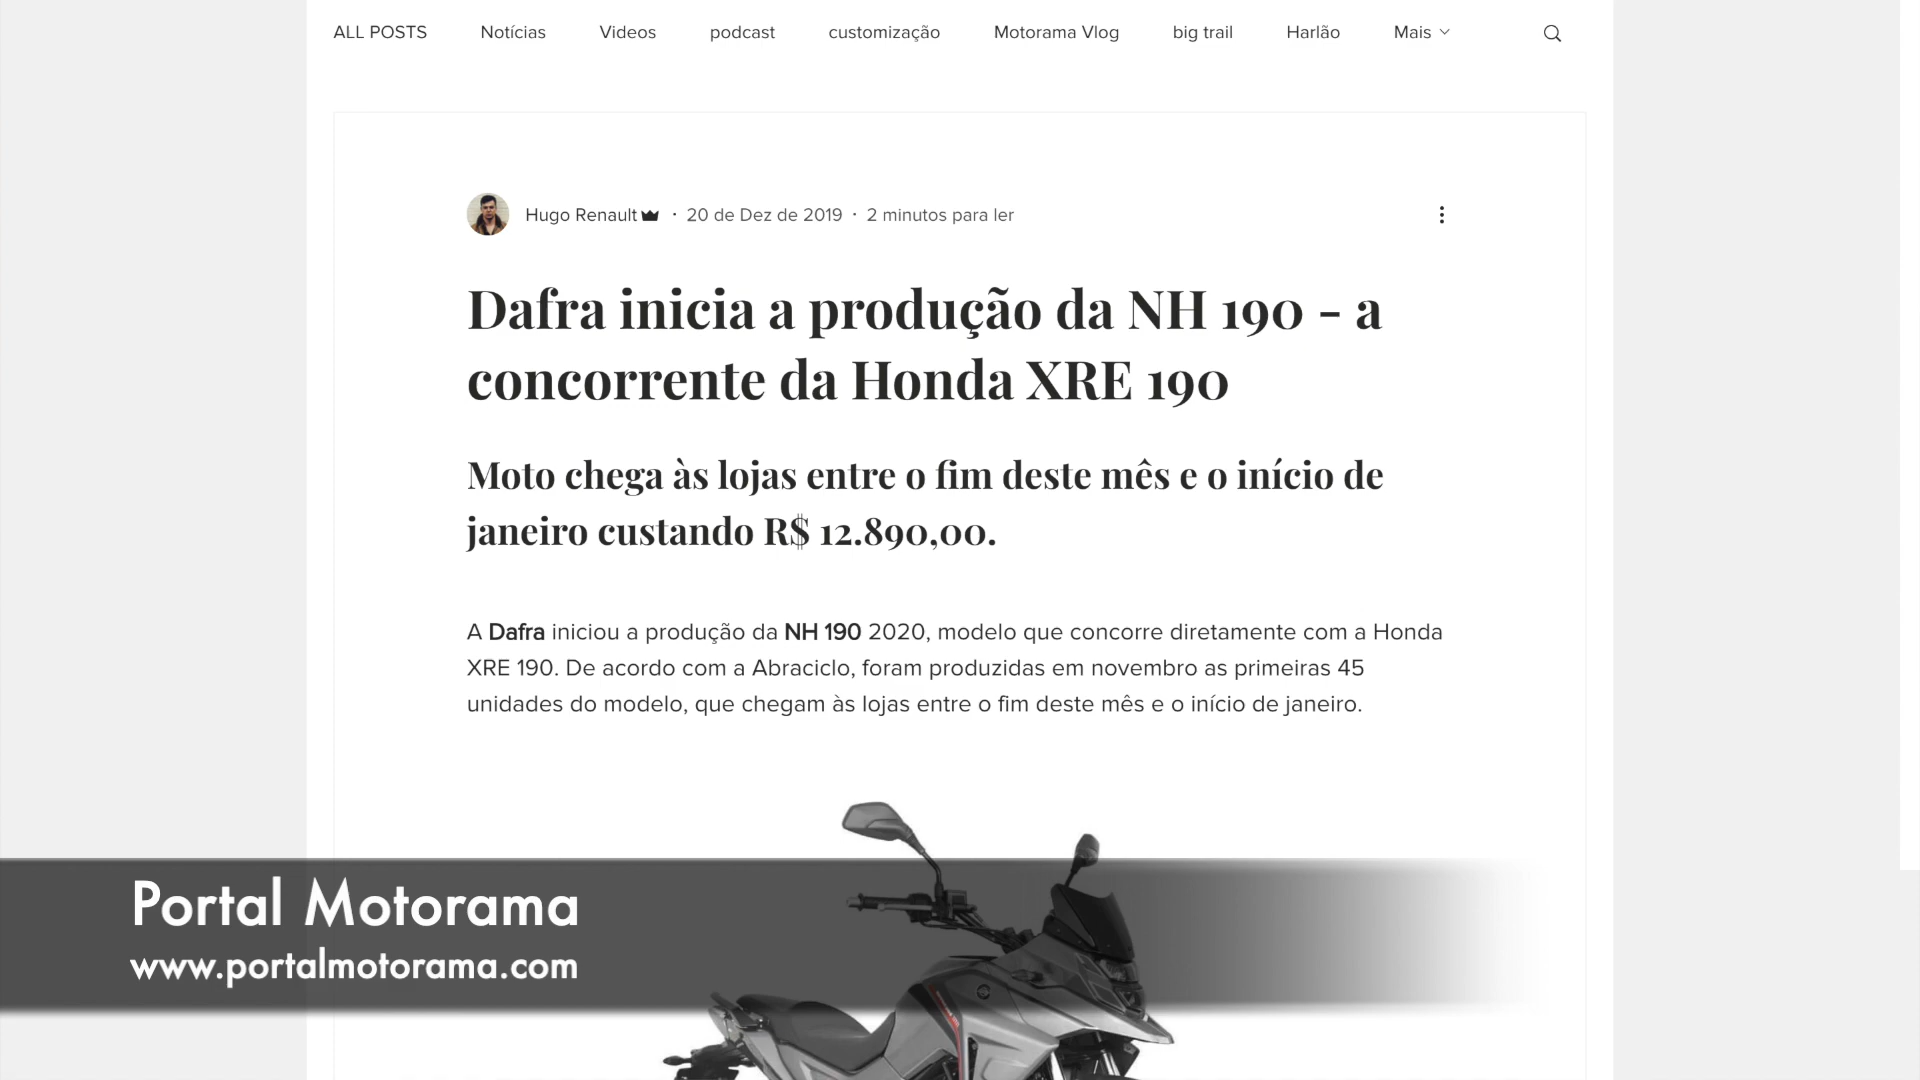 ALL POSTS Notícias Videos podcast customização Motorama Vlog big trail Harlão Mais
Hugo Renault · 20 de Dez de 2019 · 2 minutos para ler
Dafra inicia a produção da NH 190 - a
concorrente da Honda XRE 190
Moto chega às lojas entre o fim deste mês e o início de
janeiro custando R$ 12.890,00.
A Dafra iniciou a produção da NH 190 2020, modelo que concorre diretamente com a Honda
XRE 190. De acordo com a Abraciclo, foram produzidas em novembro as primeiras 45
unidades do modelo, que chegam às lojas entre o fim deste mês e o início de janeiro.
Portal Motorama
www.portalmotorama.com